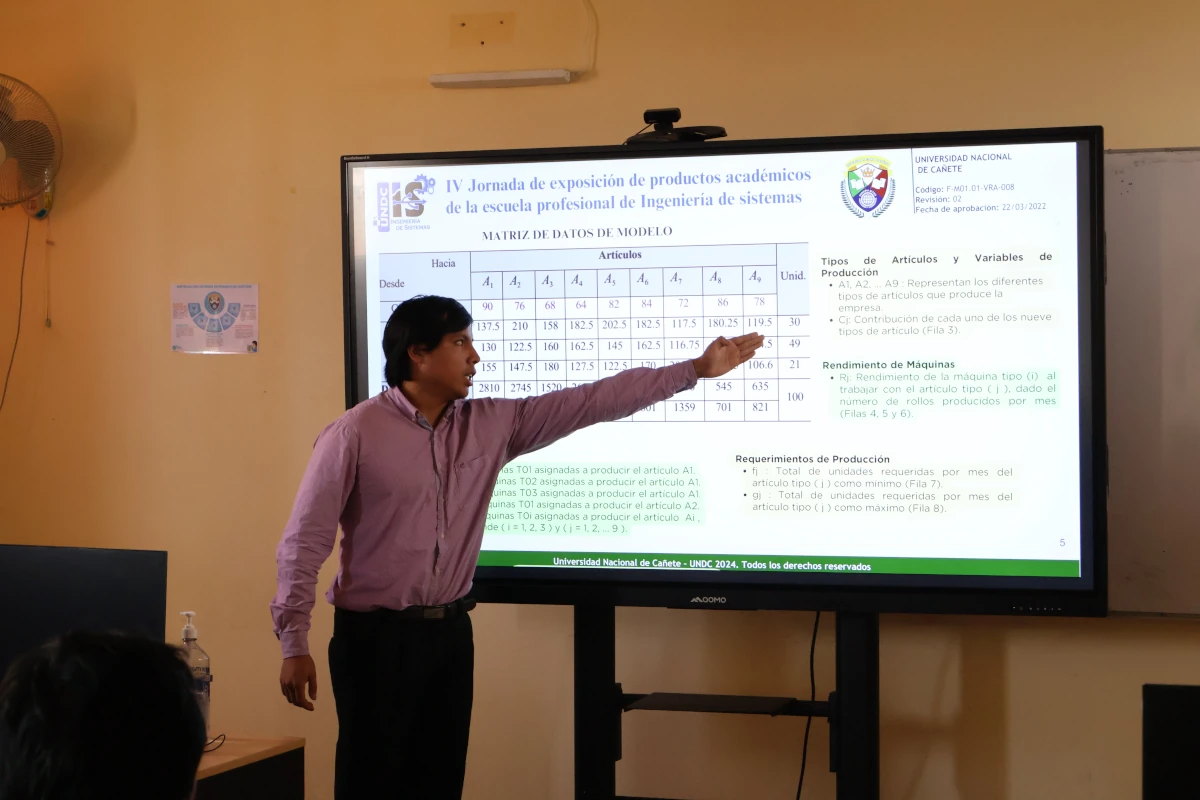 IV Jornada de exposición de productos académicos
de la escuela profesional de Ingeniería de sistemas
UNDC
IS
INGENIERÍA
DE SISTEMAS
UNIVERSIDAD NACIONAL
DE CAÑETE
Código: F-M01.01-VRA-008
Revisión: 02
Fecha de aprobación: 22/03/2022
MATRIZ DE DATOS DE MODELO
Hacia
Desde
Artículos
Unid.
A1 A2 A3 A4 A5 A6 A7 A8 A9
90 76 68 64 82 84 72 86 78
137.5 210 158 182.5 202.5 182.5 117.5 180.25 119.5 30
130 122.5 160 162.5 145 162.5 116.75 49
155 147.5 180 127.5 122.5 170 106.6 21
2810 2745 1520 545 635
100
1359 701 821
Tipos de Artículos y Variables de
Producción
• A1, A2, ... A9 : Representan los diferentes
tipos de artículos que produce la
empresa.
• Cj: Contribución de cada uno de los nueve
tipos de artículo (Fila 3).
Rendimiento de Máquinas
• Rj: Rendimiento de la máquina tipo (i) al
trabajar con el artículo tipo ( j ), dado el
número de rollos producidos por mes
(Filas 4, 5 y 6).
T01 asignadas a producir el artículo A1.
T02 asignadas a producir el artículo A1.
T03 asignadas a producir el artículo A1.
T01 asignadas a producir el artículo A2.
T0i asignadas a producir el artículo Ai ,
( i = 1, 2, 3 ) y ( j = 1, 2, ... 9 ).
Requerimientos de Producción
• fj : Total de unidades requeridas por mes del
artículo tipo ( j ) como mínimo (Fila 7).
• gj : Total de unidades requeridas por mes del
artículo tipo ( j ) como máximo (Fila 8).
5
Universidad Nacional de Cañete - UNDC 2024. Todos los derechos reservados
AQOMO